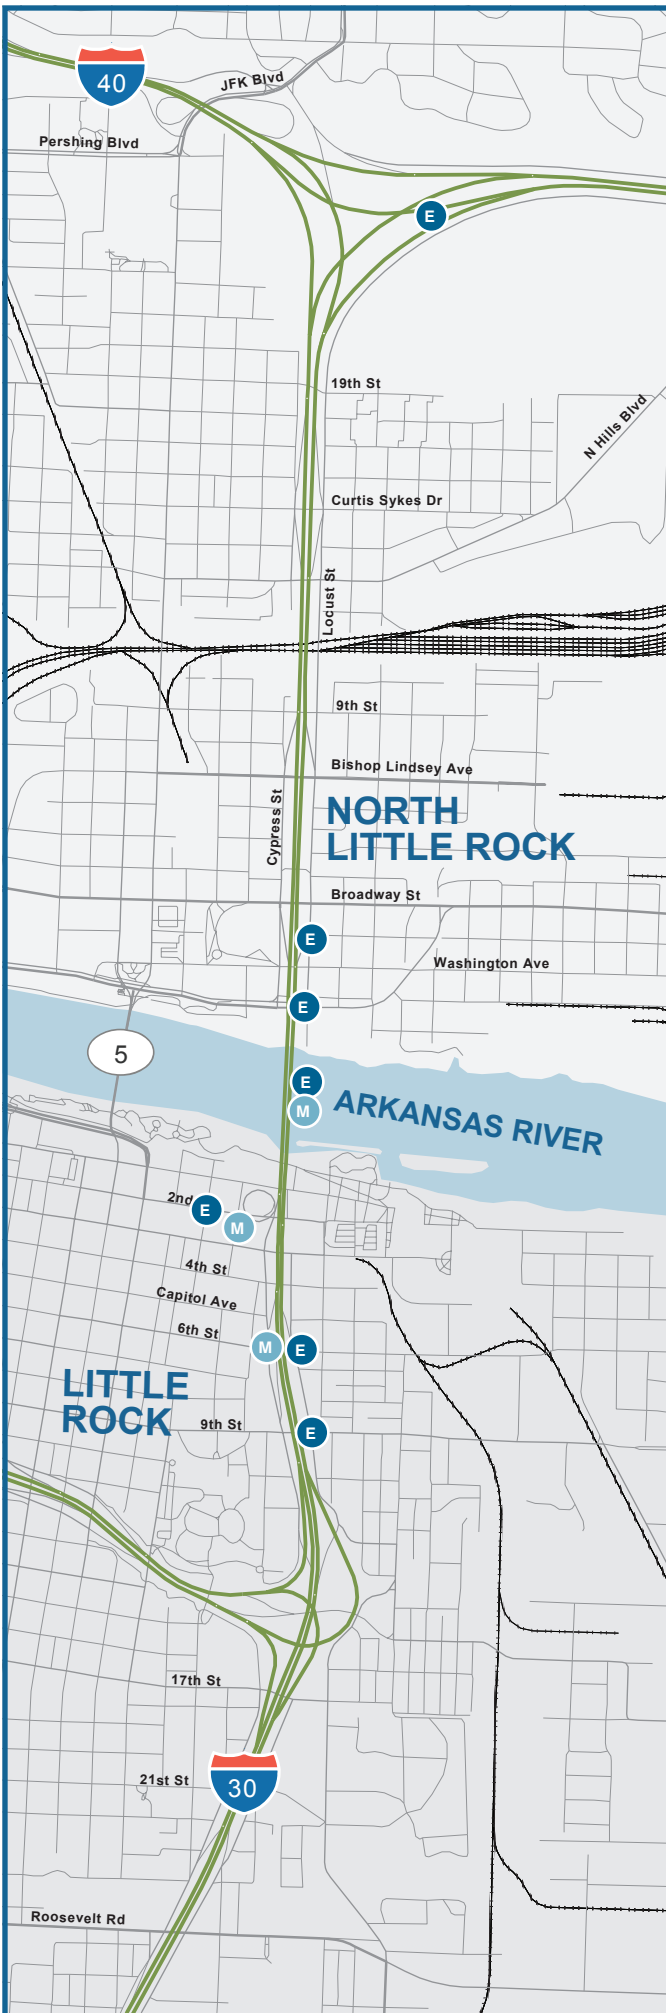 40
JFK Blvd
Pershing Blvd
E
19th St
N Hills Blvd
Curtis Sykes Dr
Locust St
9th St
Bishop Lindsey Ave
Cypress St
NORTH
LITTLE ROCK
Broadway St
E
Washington Ave
E
5
E
M
ARKANSAS RIVER
2nd
E
M
4th St
Capitol Ave
6th St
M
E
LITTLE
ROCK
9th St
E
17th St
21st St
30
Roosevelt Rd